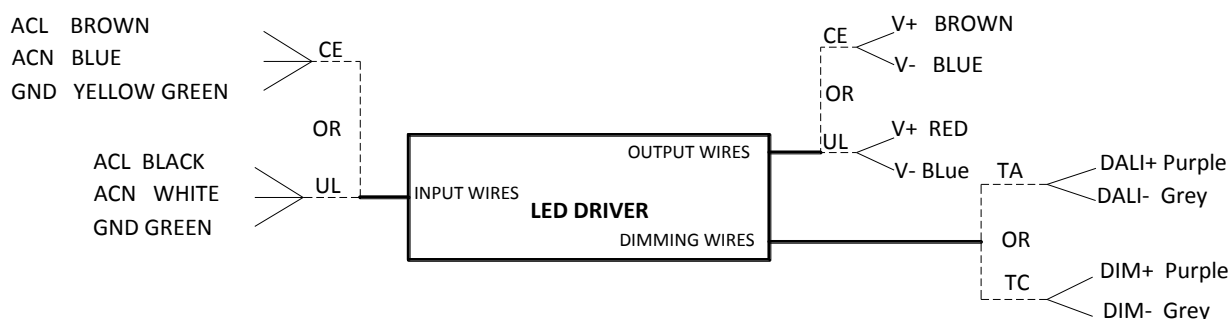 ACL BROWN
ACN BLUE
GND YELLOW GREEN
CE
OR
ACL BLACK
ACN WHITE
GND GREEN
UL
INPUT WIRES
OUTPUT WIRES
LED DRIVER
DIMMING WIRES
CE
V+ BROWN
V- BLUE
OR
UL
V+ RED
V- BLue
TA
DALI+ Purple
DALI- Grey
OR
TC
DIM+ Purple
DIM- Grey